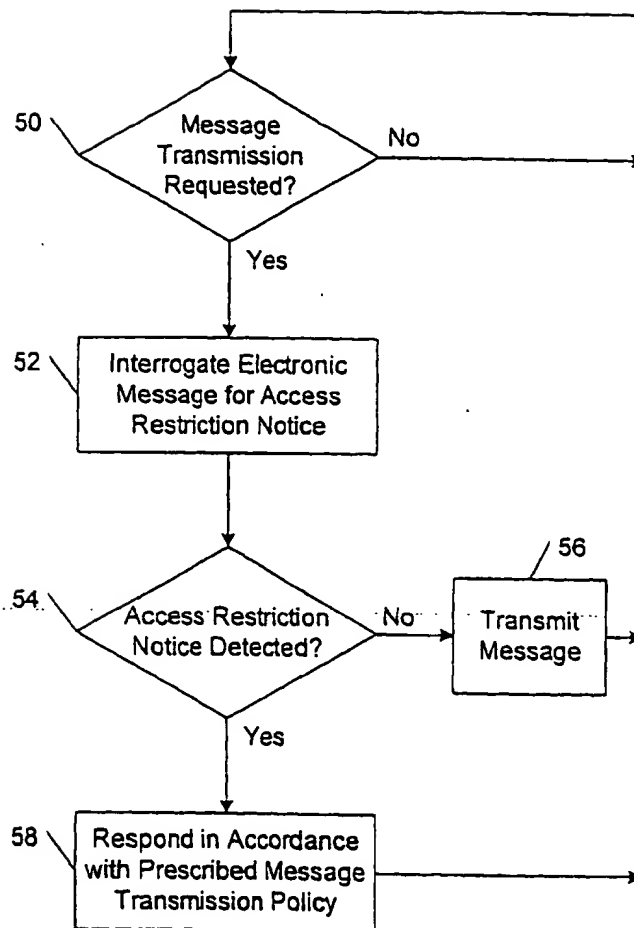 50
Message
Transmission
Requested?
No
Yes
52
Interrogate Electronic
Message for Access
Restriction Notice
54
Access Restriction
Notice Detected?
No
56
Transmit
Message
Yes
58
Respond in Accordance
with Prescribed Message
Transmission Policy